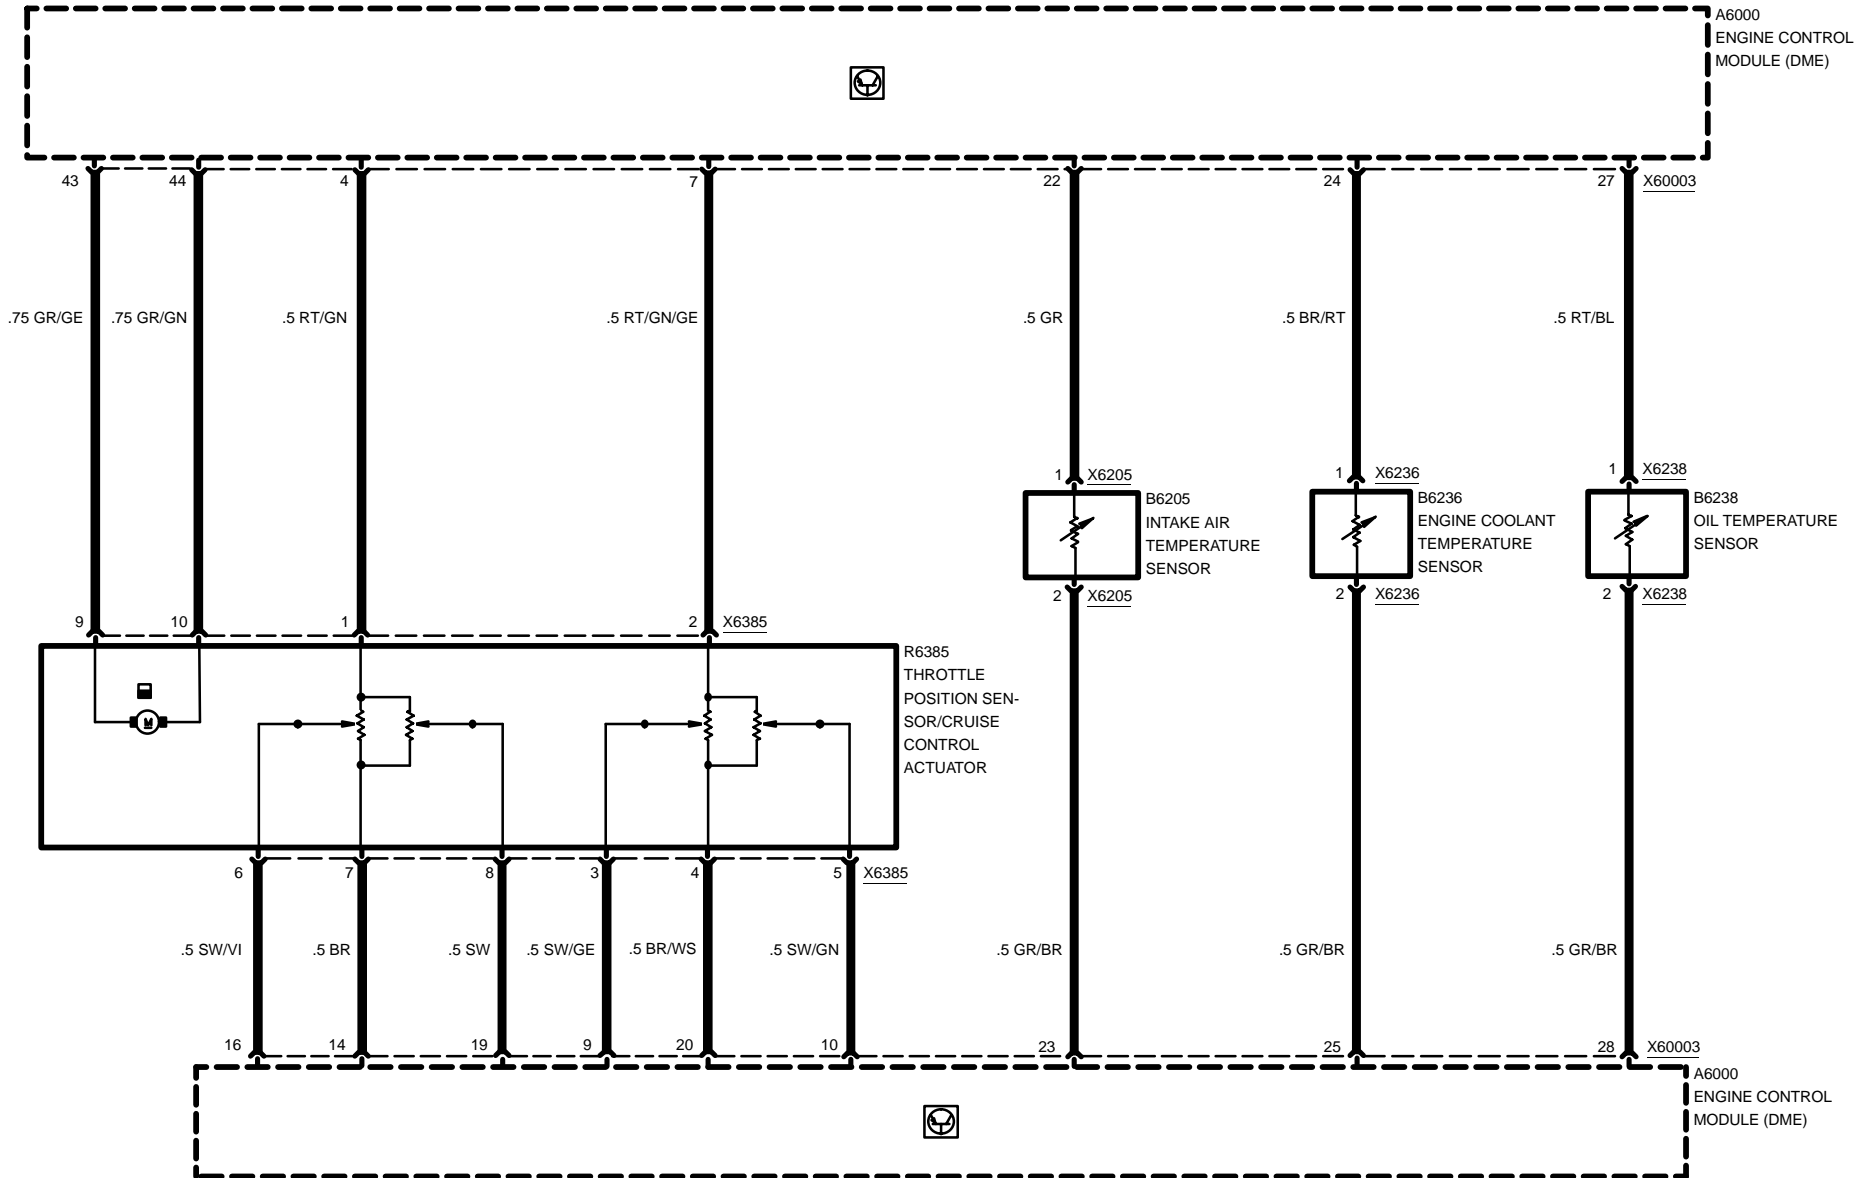 A6000
ENGINE CONTROL
MODULE (DME)
43 44 4 7 22 24 27 X60003
.75 GR/GE .75 GR/GN .5 RT/GN .5 RT/GN/GE .5 GR .5 BR/RT .5 RT/BL
1 X6205 1 X6236 1 X6238
B6205
INTAKE AIR
TEMPERATURE
SENSOR
B6236
ENGINE COOLANT
TEMPERATURE
SENSOR
B6238
OIL TEMPERATURE
SENSOR
2 X6205 2 X6236 2 X6238
9 10 1 2 X6385
R6385
THROTTLE
POSITION SEN-
SOR/CRUISE
CONTROL
ACTUATOR
M
6 7 8 3 4 5 X6385
.5 SW/VI .5 BR .5 SW .5 SW/GE .5 BR/WS .5 SW/GN .5 GR/BR .5 GR/BR .5 GR/BR
16 14 19 9 20 10 23 25 28 X60003
A6000
ENGINE CONTROL
MODULE (DME)